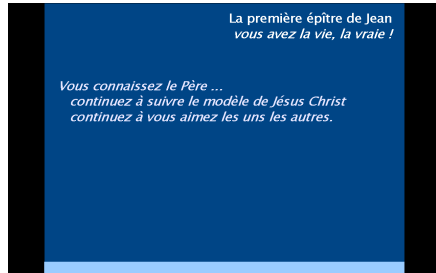 La première épître de Jean
vous avez la vie, la vraie !
Vous connaissez le Père ...
continuez à suivre le modèle de Jésus Christ
continuez à vous aimez les uns les autres.